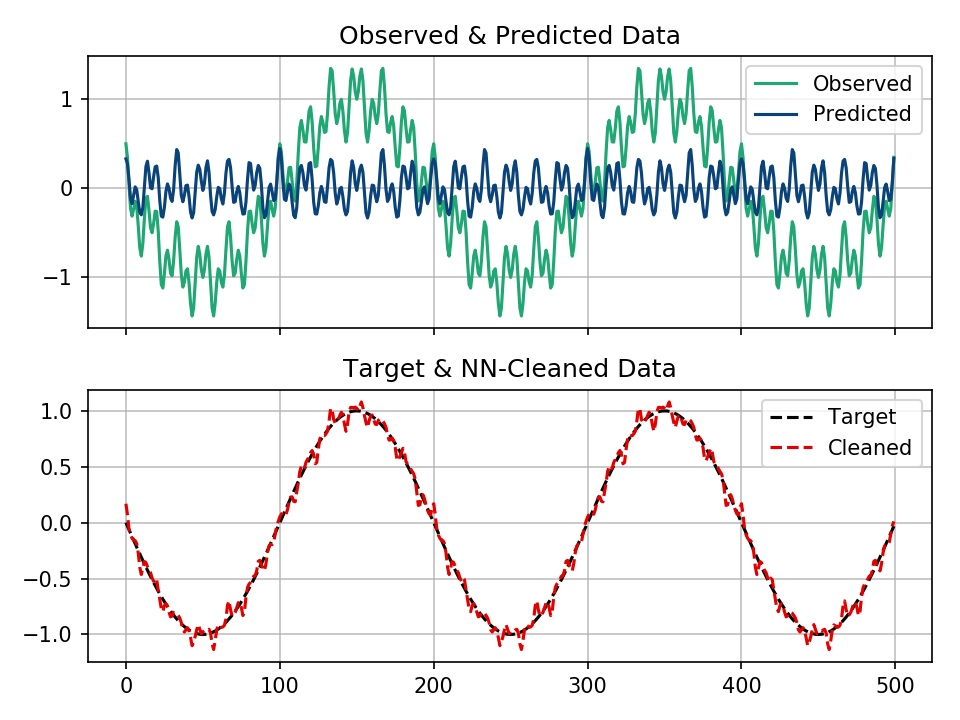 Observed & Predicted Data
1
0
−1
Observed
Predicted
Target & NN-Cleaned Data
1.0
0.5
0.0
−0.5
−1.0
Target
Cleaned
0 100 200 300 400 500